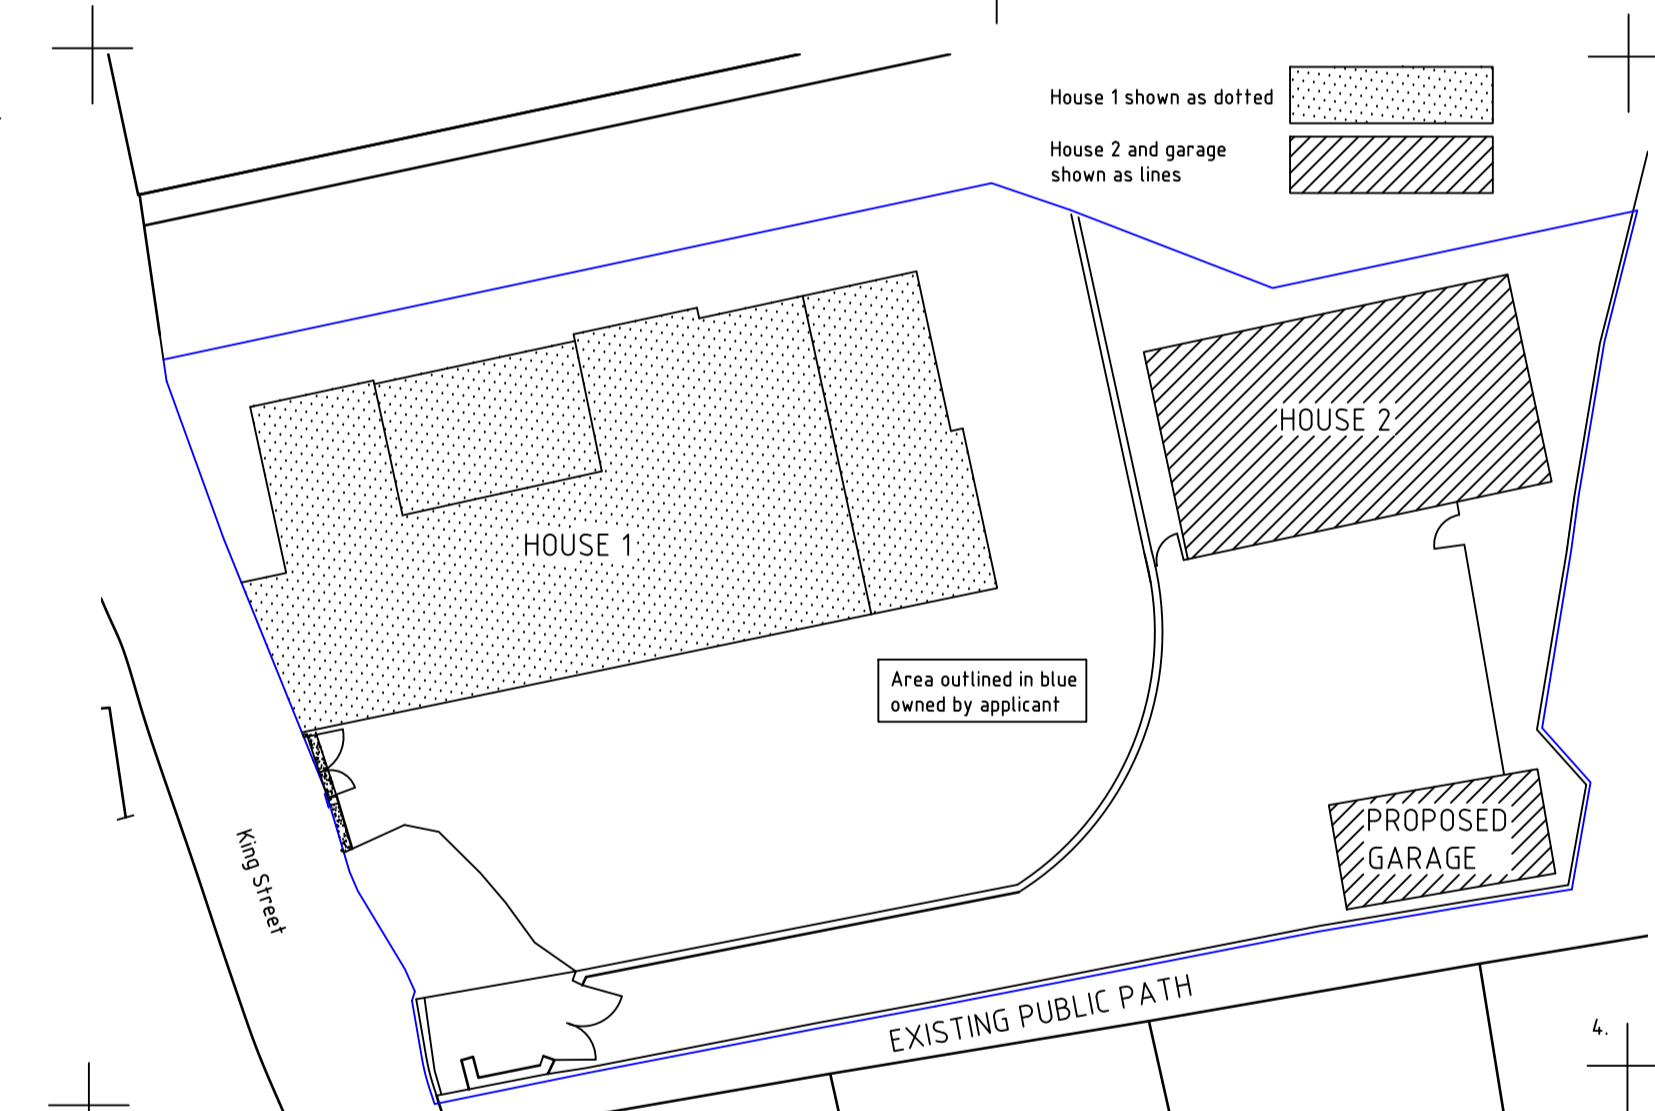 House 1 shown as dotted
House 2 and garage
shown as lines
HOUSE 2
HOUSE 1
Area outlined in blue
owned by applicant
PROPOSED
GARAGE
King Street
EXISTING PUBLIC PATH
4.